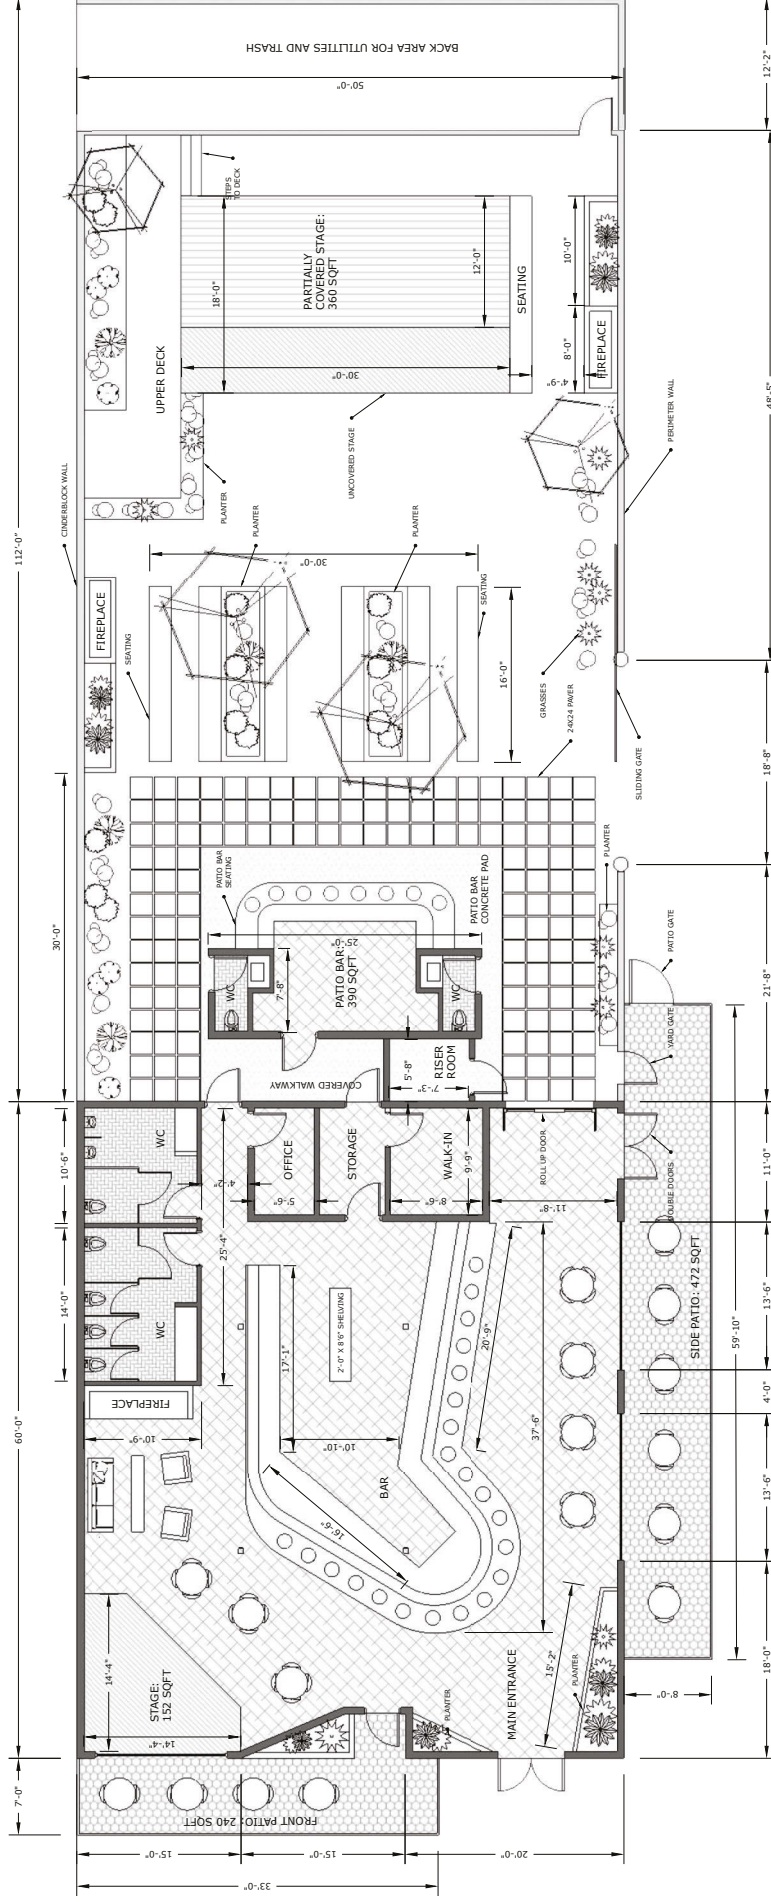 BACK AREA FOR UTILITIES AND TRASH
50'-0"
12'-2"
STEPS
TO DECK
PARTIALLY
COVERED STAGE:
360 SQFT
18'-0"
12'-0"
30'-0"
SEATING
10'-0"
8'-0"
4'-9"
FIREPLACE
UPPER DECK
UNCOVERED STAGE
PERIMETER WALL
48'-5"
CINDERBLOCK WALL
112'-0"
PLANTER
PLANTER
PLANTER
30'-0"
FIREPLACE
SEATING
SEATING
16'-0"
GRASSES
24X24 PAVER
SLIDING GATE
18'-8"
30'-0"
PATIO BAR
SEATING
PATIO BAR
CONCRETE PAD
PLANTER
25'-0"
WC
7'-8"
PATIO BAR:
390 SQFT
WC
PATIO GATE
21'-8"
COVERED WALKWAY
5'-8"
7'-3"
RISER
ROOM
YARD GATE
10'-6"
WC
4'-2"
OFFICE
5'-6"
STORAGE
WALK-IN
8'-6"
9'-9"
ROLL UP DOOR
11'-8"
DOUBLE DOORS
11'-0"
14'-0"
WC
25'-4"
17'-1"
2'-0" X 8'6" SHELVING
20'-9"
37'-6"
SIDE PATIO: 472 SQFT
59'-10"
13'-6"
4'-0"
13'-6"
18'-0"
60'-0"
FIREPLACE
10'-9"
10'-10"
BAR
16'-6"
14'-4"
STAGE:
152 SQFT
14'-4"
PLANTER
MAIN ENTRANCE
15'-2"
PLANTER
8'-0"
7'-0"
FRONT PATIO: 240 SQFT
15'-0"
15'-0"
20'-0"
33'-0"